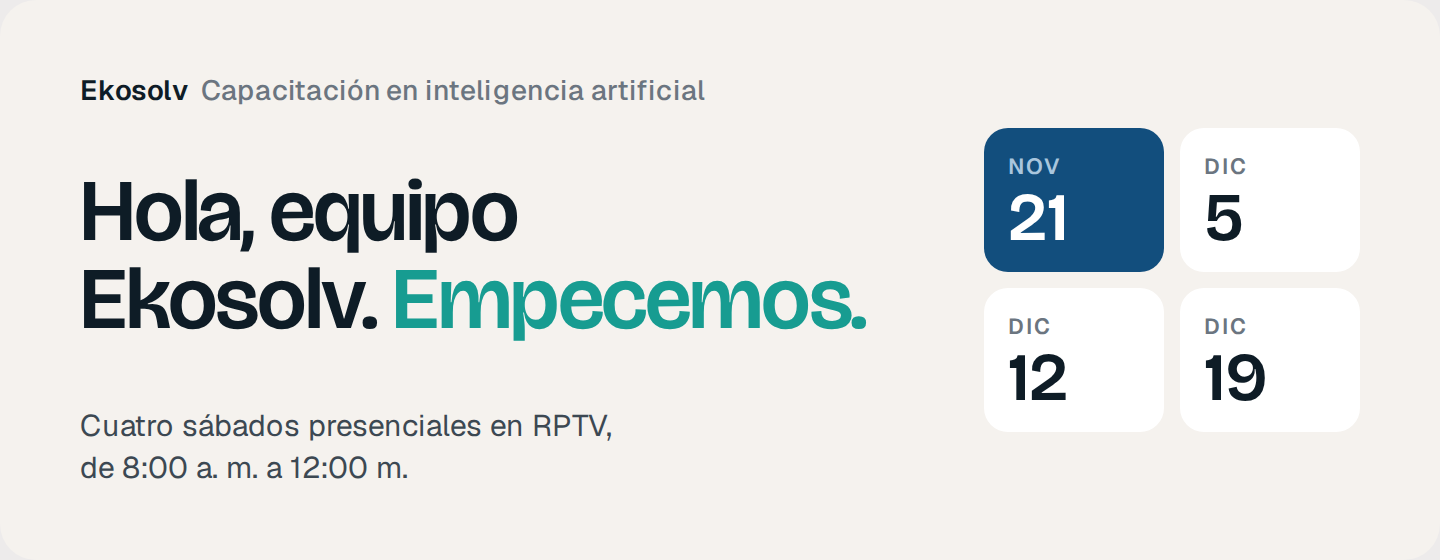 Ekosolv Capacitación en inteligencia artificial
Hola, equipo
Ekosolv. Empecemos.
Cuatro sábados presenciales en RPTV,
de 8:00 a. m. a 12:00 m.
NOV
21
DIC
5
DIC
12
DIC
19